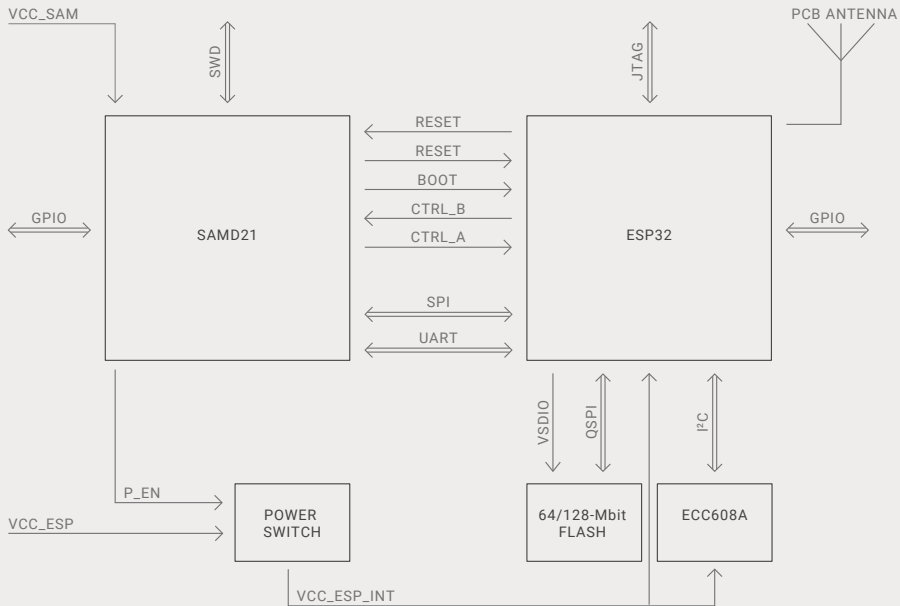 VCC_SAM
SWD
JTAG
PCB ANTENNA
RESET
RESET
BOOT
GPIO
SAMD21
CTRL_B
CTRL_A
ESP32
GPIO
SPI
UART
VSDIO
QSPI
I²C
P_EN
VCC_ESP
POWER
SWITCH
64/128-Mbit
FLASH
ECC608A
VCC_ESP_INT